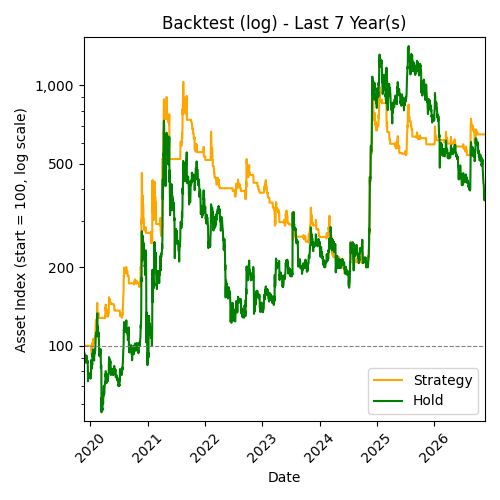 Backtest (log) - Last 7 Year(s)
Asset Index (start = 100, log scale)
1,000
500
200
100
Strategy
Hold
2020
2021
2022
2023
2024
2025
2026
Date